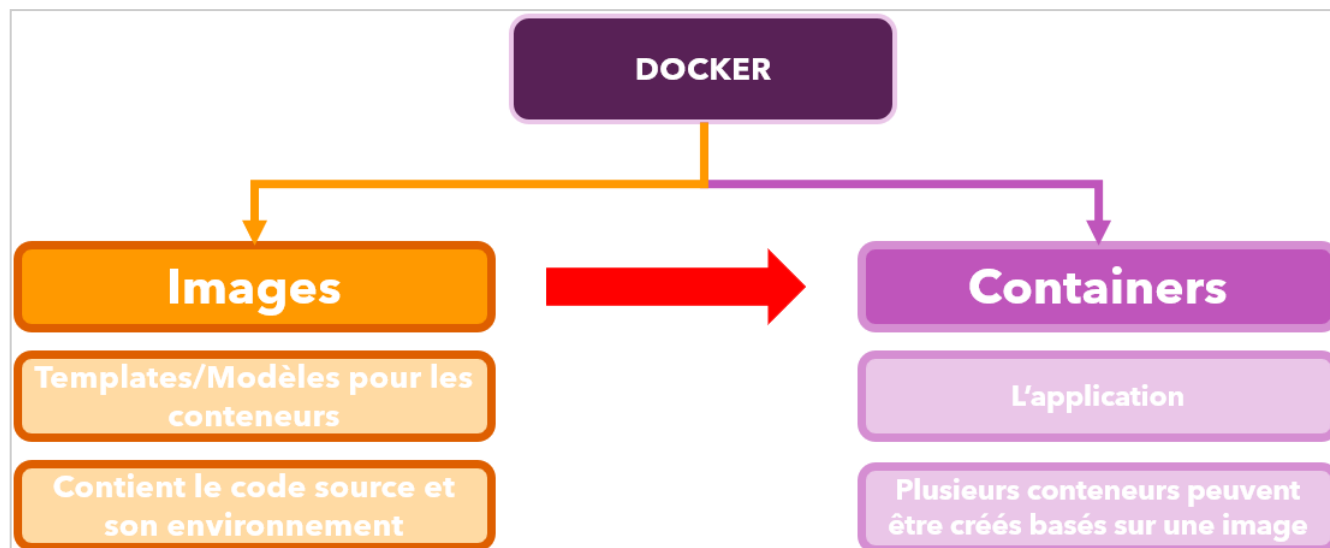 DOCKER
Images
Containers
Templates/Modèles pour les
conteneurs
L'application
Contient le code source et
son environnement
Plusieurs conteneurs peuvent
être créés basés sur une image